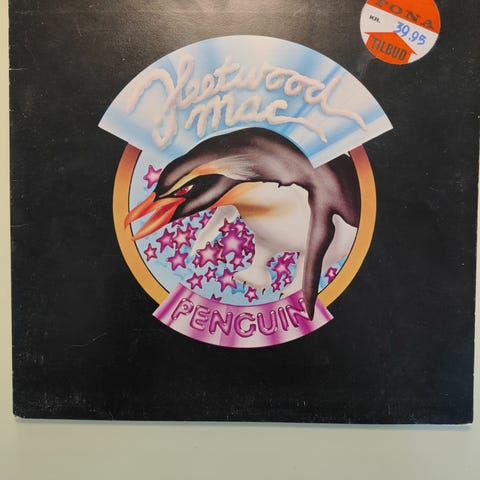 FONA
KR. 39.95
TILBUD
fleetwood
mac
PENGUIN